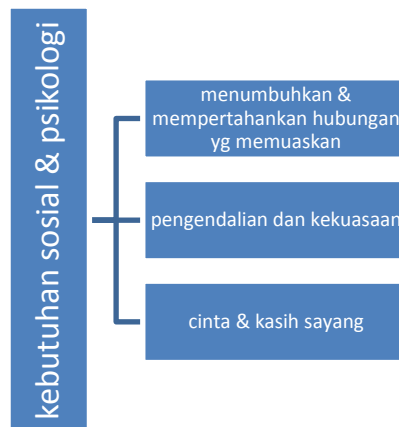 kebutuhan sosial & psikologi
menumbuhkan &
mempertahankan hubungan
yg memuaskan
pengendalian dan kekuasaan
cinta & kasih sayang